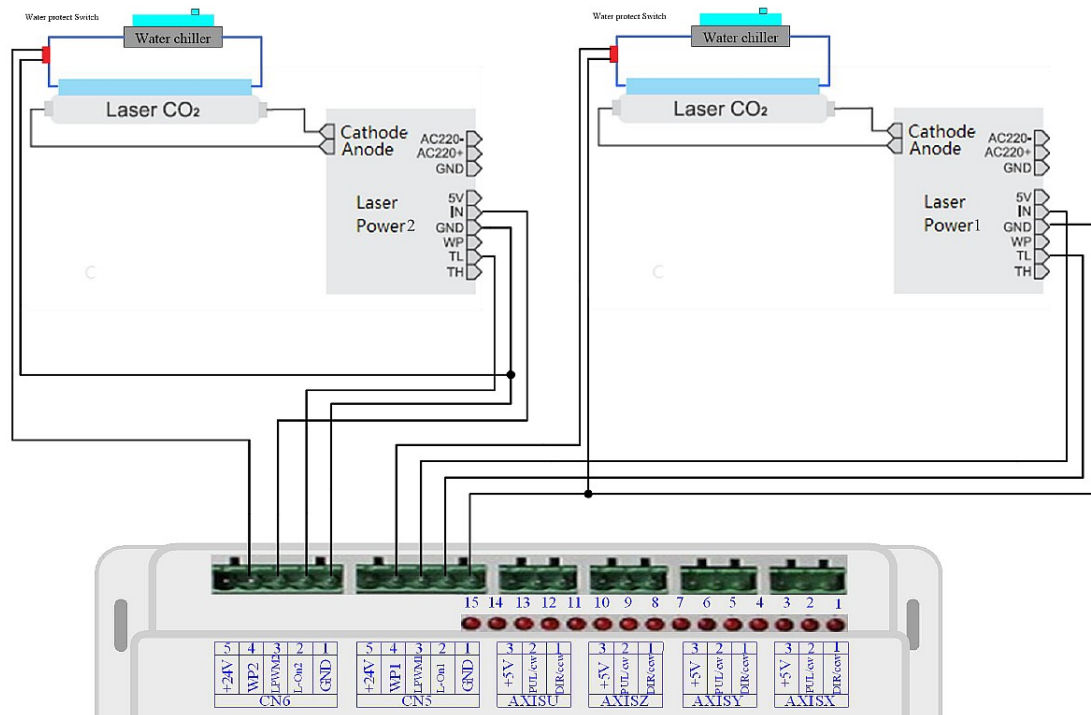 Water protect Switch
Water chiller
Laser CO2
Cathode
Anode
AC220-
AC220+
GND
Laser
Power2
5V
IN
GND
WP
TL
TH
C
Water protect Switch
Water chiller
Laser CO2
Cathode
Anode
AC220-
AC220+
GND
Laser
Power1
5V
IN
GND
WP
TL
TH
C
15 14 13 12 11 10 9 8 7 6 5 4 3 2 1
5 4 3 2 1
+24V WP2 LPWM2 L-On2 GND
CN6
5 4 3 2 1
+24V WP1 LPWM1 L-On1 GND
CN5
3 2 1
+5V PUL/cw DIR/ccw
AXISU
3 2 1
+5V PUL/cw DIR/ccw
AXISZ
3 2 1
+5V PUL/cw DIR/ccw
AXISY
3 2 1
+5V PUL/cw DIR/ccw
AXISX